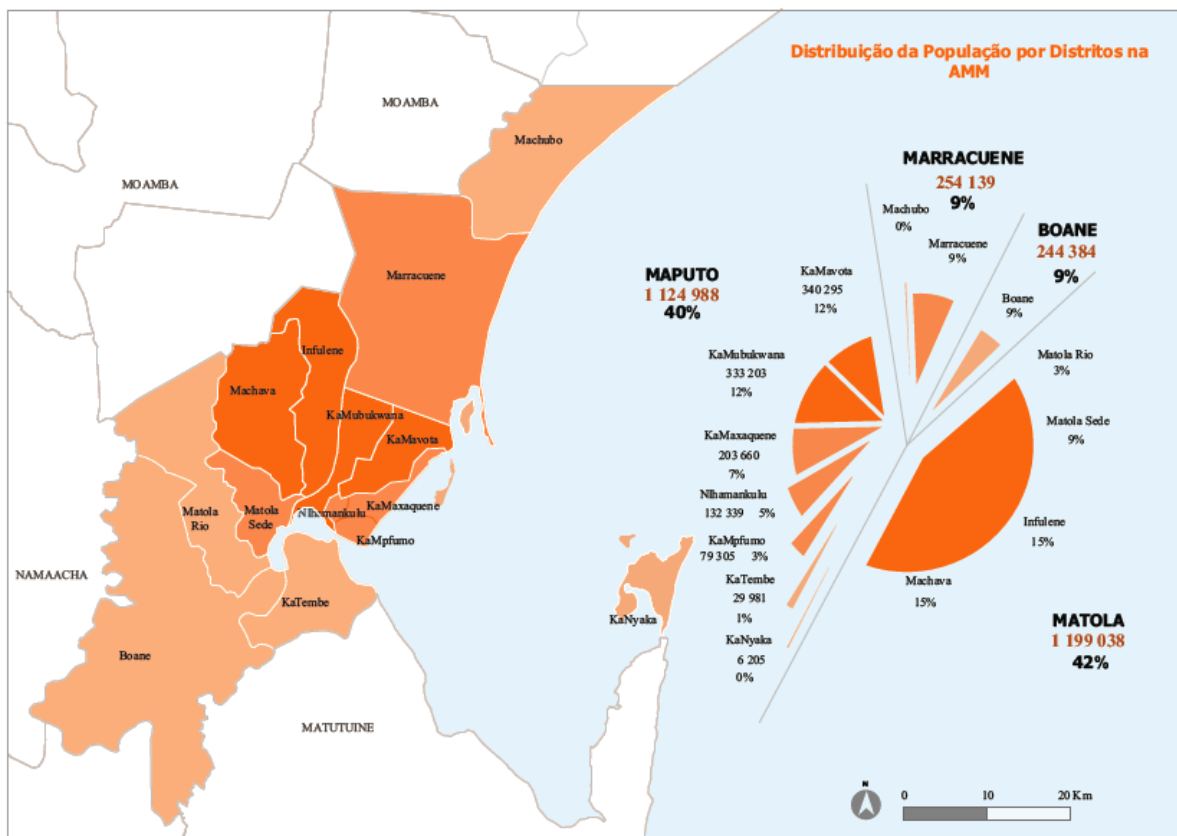 Distribuição da População por Distritos na
AMM
MOAMBA
Machubo
MOAMBA
Marracuene
Infulene
Machava
KaMubukwana
KaMavota
Matola
Rio
Matola
Sede
Nlhamankulu
KaMaxaquene
KaMpfumo
NAMAACHA
KaTembe
KaNyaka
Boane
MATUTUINE
MARRACUENE
254 139
9%
Machubo
0%
Marracuene
9%
BOANE
244 384
9%
Boane
9%
MAPUTO
1 124 988
40%
KaMavota
340 295
12%
KaMubukwana
333 203
12%
KaMaxaquene
203 660
7%
Nlhamankulu
132 339 5%
KaMpfumo
79 305 3%
KaTembe
29 981
1%
KaNyaka
6 205
0%
Matola Rio
3%
Matola Sede
9%
Infulene
15%
Machava
15%
MATOLA
1 199 038
42%
N
0 10 20 Km